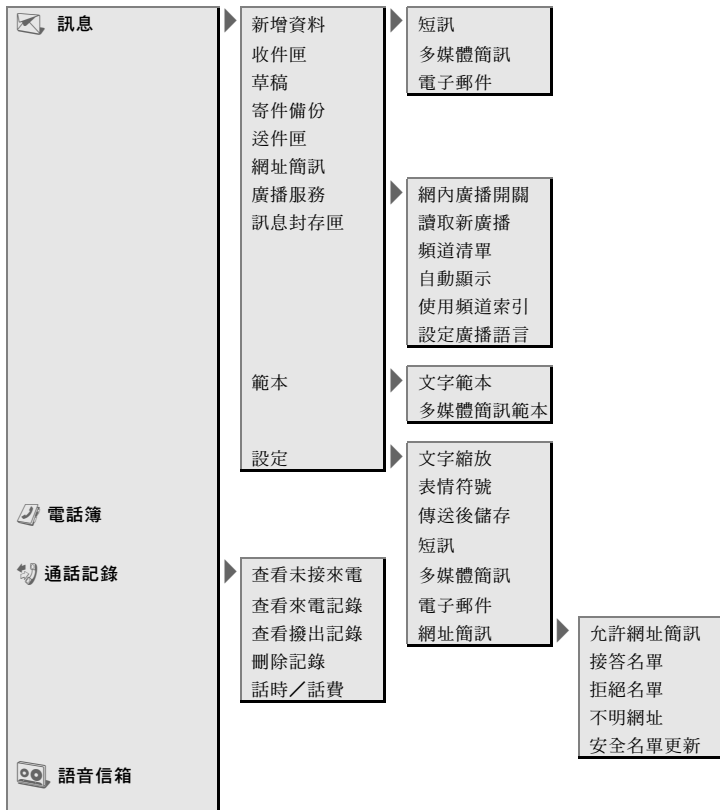 訊息
新增資料
收件匣
草稿
寄件備份
送件匣
網址簡訊
廣播服務
訊息封存匣
範本
設定
短訊
多媒體簡訊
電子郵件
網內廣播開關
讀取新廣播
頻道清單
自動顯示
使用頻道索引
設定廣播語言
文字範本
多媒體簡訊範本
文字縮放
表情符號
傳送後儲存
短訊
多媒體簡訊
電子郵件
網址簡訊
允許網址簡訊
接答名單
拒絕名單
不明網址
安全名單更新
電話簿
通話記錄
查看未接來電
查看來電記錄
查看撥出記錄
刪除記錄
話時／話費
語音信箱